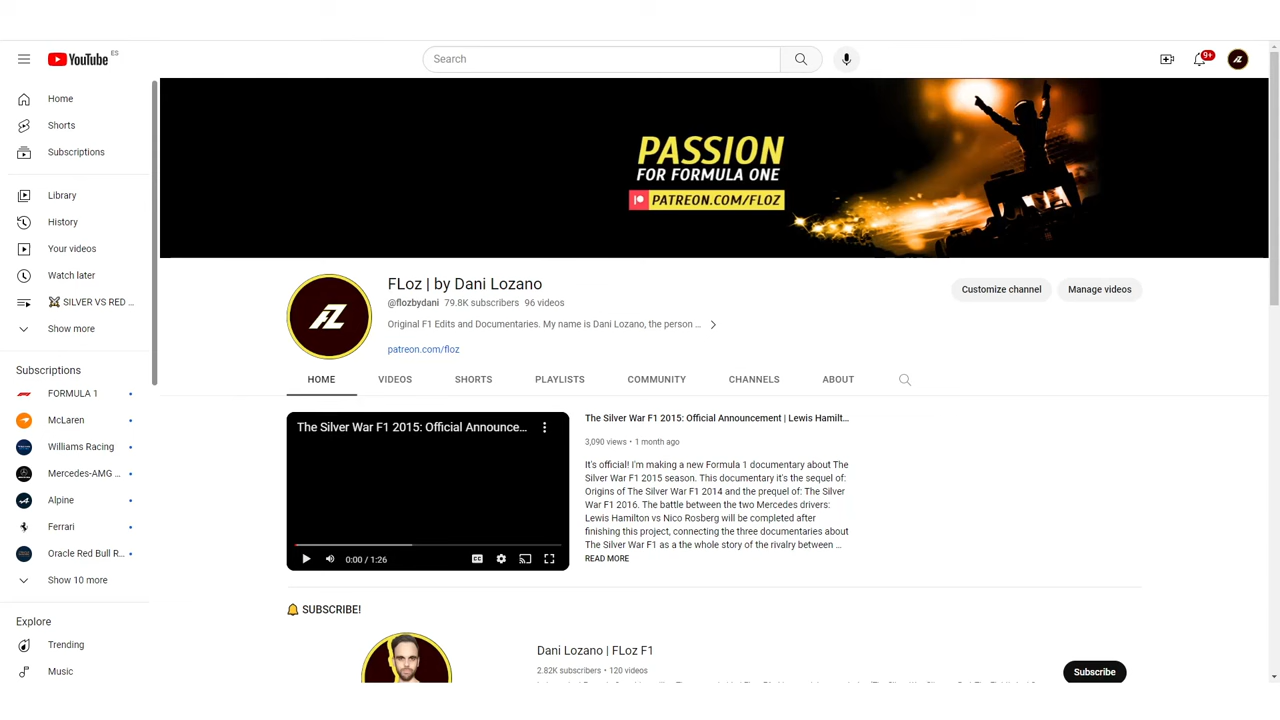 YouTube ES
Search
9+
Home
Shorts
Subscriptions
Library
History
Your videos
Watch later
SILVER VS RED ...
Show more
Subscriptions
FORMULA 1
McLaren
Williams Racing
Mercedes-AMG ...
Alpine
Ferrari
Oracle Red Bull R...
Show 10 more
Explore
Trending
Music
PASSION
FOR FORMULA ONE
PATREON.COM/FLOZ
FLoz | by Dani Lozano
@flozbydani 79.8K subscribers 96 videos
Original F1 Edits and Documentaries. My name is Dani Lozano, the person ...
patreon.com/floz
Customize channel
Manage videos
HOME VIDEOS SHORTS PLAYLISTS COMMUNITY CHANNELS ABOUT
The Silver War F1 2015: Official Announce...
0:00 / 1:26
CC
The Silver War F1 2015: Official Announcement | Lewis Hamilt...
3,090 views • 1 month ago
It's official! I'm making a new Formula 1 documentary about The
Silver War F1 2015 season. This documentary it's the sequel of:
Origins of The Silver War F1 2014 and the prequel of: The Silver
War F1 2016. The battle between the two Mercedes drivers:
Lewis Hamilton vs Nico Rosberg will be completed after
finishing this project, connecting the three documentaries about
The Silver War F1 as a the whole story of the rivalry between ...
READ MORE
SUBSCRIBE!
Dani Lozano | FLoz F1
2.82K subscribers • 120 videos
Subscribe